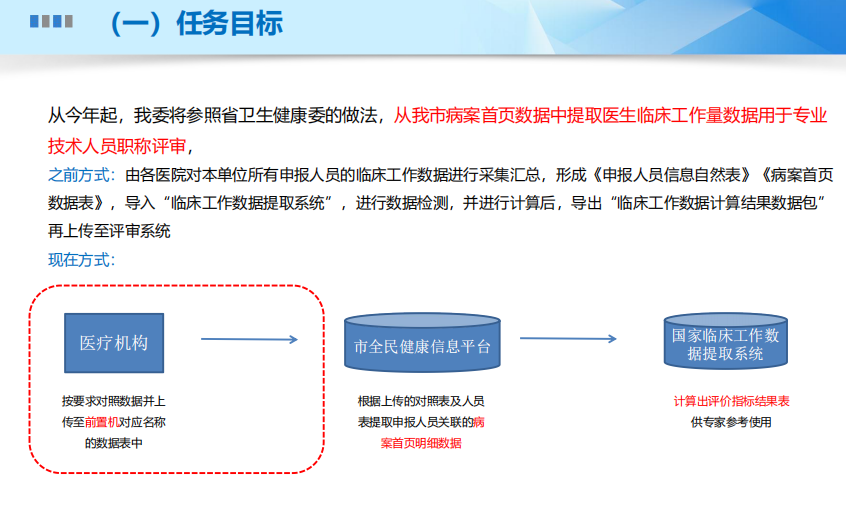 （一）任务目标
从今年起，我委将参照省卫生健康委的做法，从我市病案首页数据中提取医生临床工作量数据用于专业
技术人员职称评审，
之前方式：由各医院对本单位所有申报人员的临床工作数据进行采集汇总，形成《申报人员信息自然表》《病案首页
数据表》，导入“临床工作数据提取系统”，进行数据检测，并进行计算后，导出“临床工作数据计算结果数据包”
再上传至评审系统
现在方式：
医疗机构
市全民健康信息平台
国家临床工作数
据提取系统
按要求对照数据并上
传至前置机对应名称
的数据表中
根据上传的对照表及人员
表提取申报人员关联的病
案首页明细数据
计算出评价指标结果表
供专家参考使用